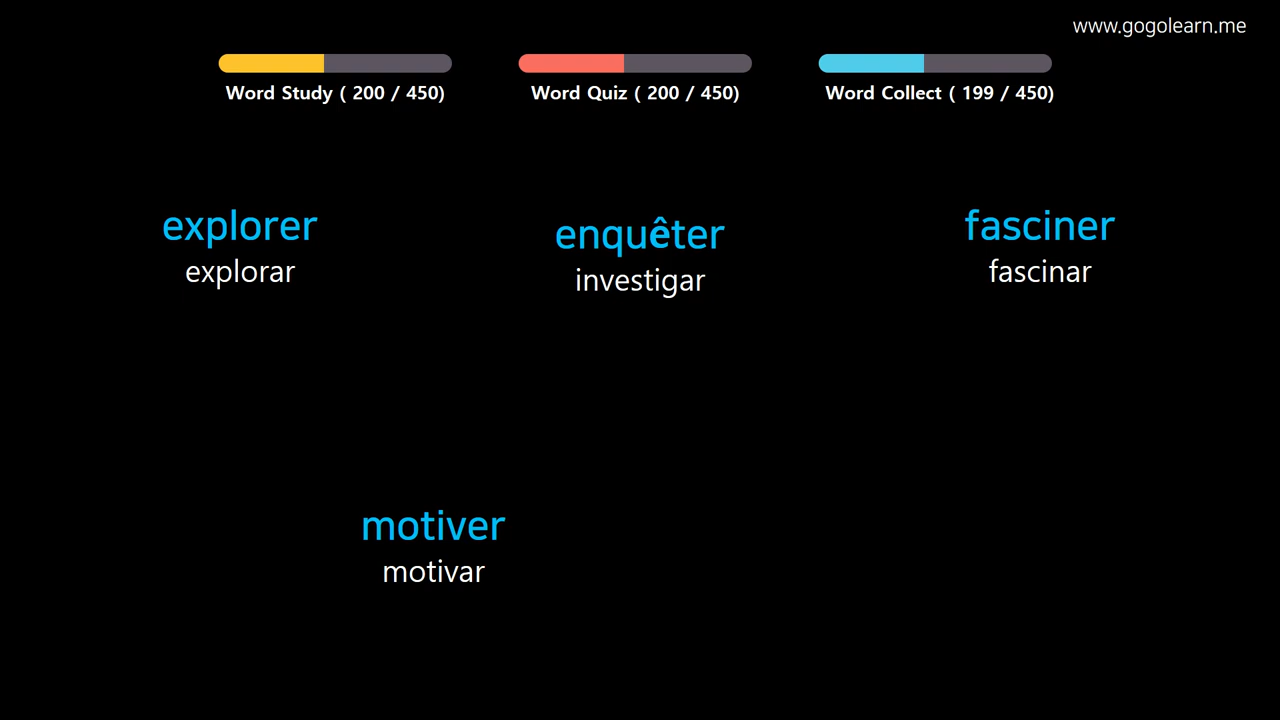 www.gogolearn.me
Word Study ( 200 / 450)
Word Quiz ( 200 / 450)
Word Collect ( 199 / 450)
explorer
explorar
enquêter
investigar
fasciner
fascinar
motiver
motivar